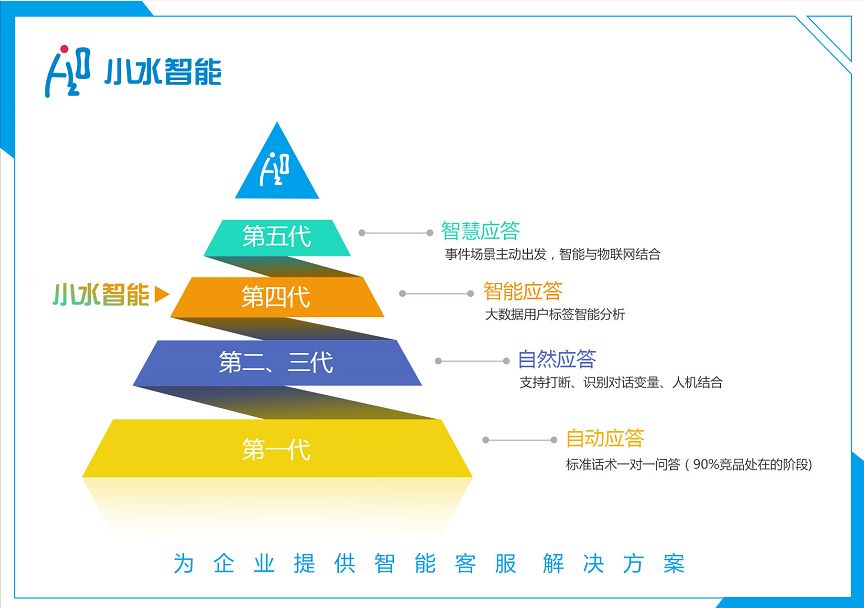 小水智能
第五代
智慧应答
事件场景主动出发，智能与物联网结合
小水智能
第四代
智能应答
大数据用户标签智能分析
第二、三代
自然应答
支持打断、识别对话变量、人机结合
第一代
自动应答
标准话术一对一问答（90%竞品处在的阶段)
为企业提供智能客服 解决方案